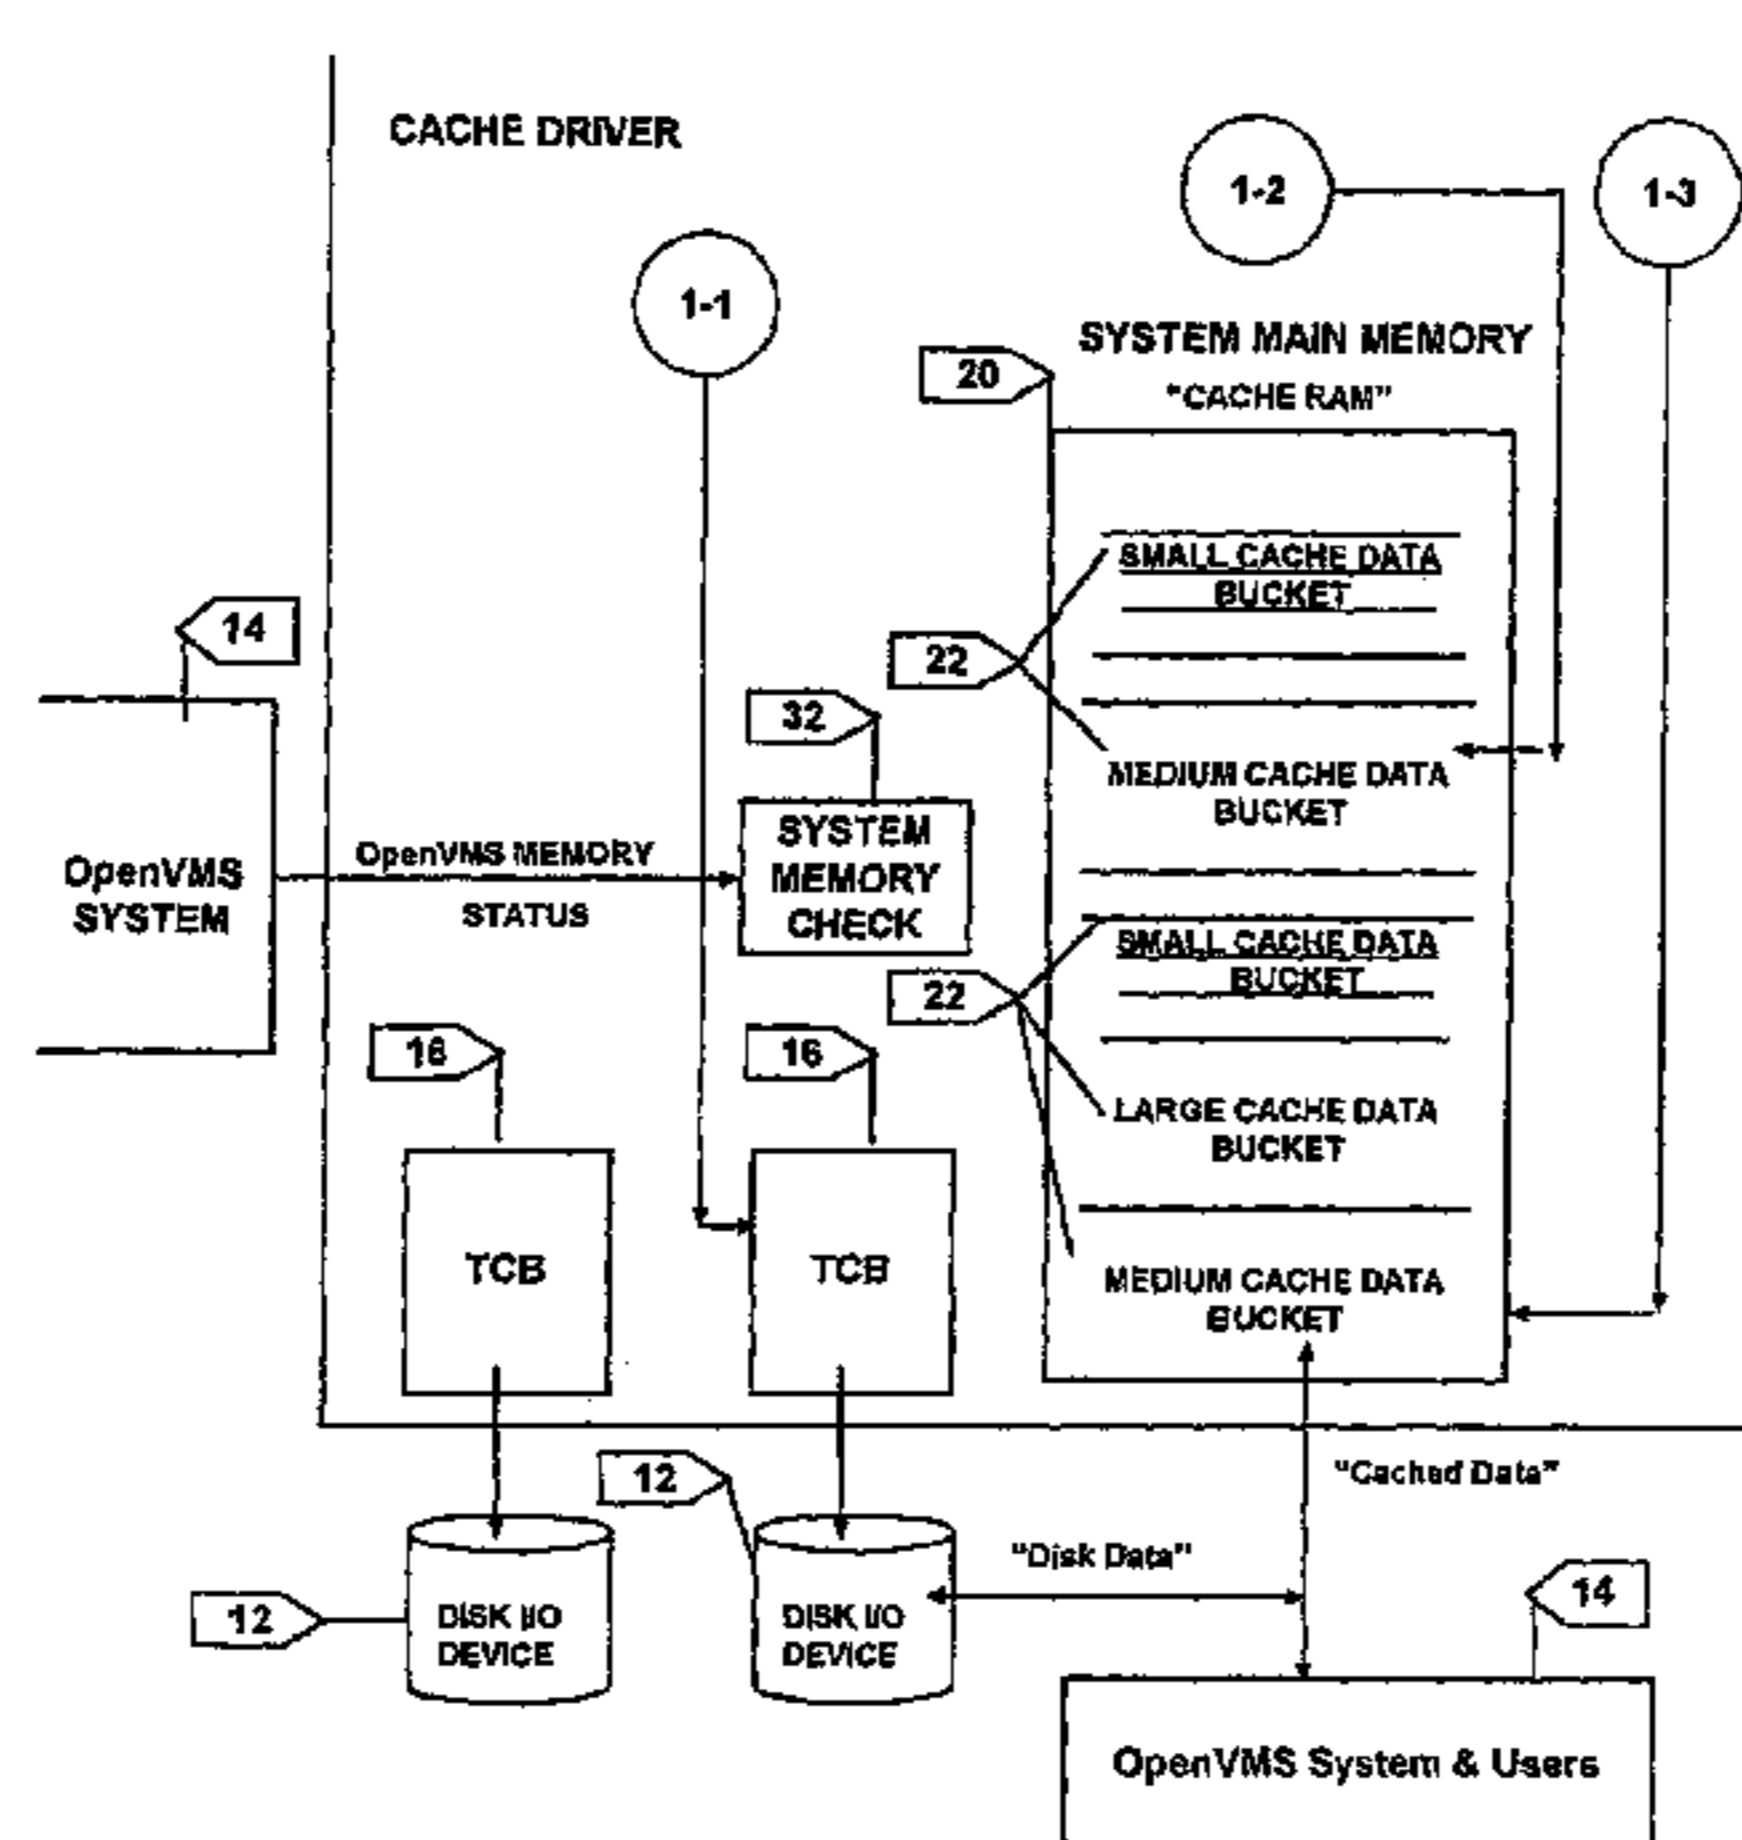 CACHE DRIVER
1-2
1-3
1-1
SYSTEM MAIN MEMORY
20
"CACHE RAM"
SMALL CACHE DATA
BUCKET
14
22
32
MEDIUM CACHE DATA
BUCKET
SYSTEM
MEMORY
CHECK
OpenVMS MEMORY
STATUS
OpenVMS
SYSTEM
SMALL CACHE DATA
BUCKET
22
16
16
LARGE CACHE DATA
BUCKET
TCB
TCB
MEDIUM CACHE DATA
BUCKET
"Cached Data"
12
"Disk Data"
14
12
DISK I/O
DEVICE
DISK I/O
DEVICE
OpenVMS System & Users